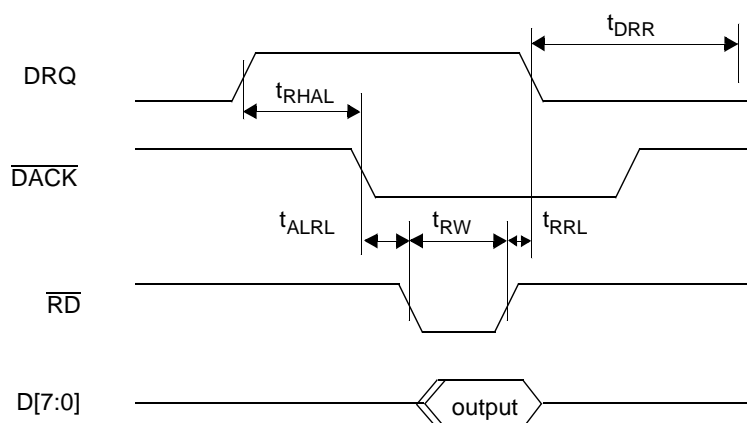 t_DRR
DRQ
t_RHAL
DACK
t_ALRL t_RW t_RRL
RD
D[7:0] output